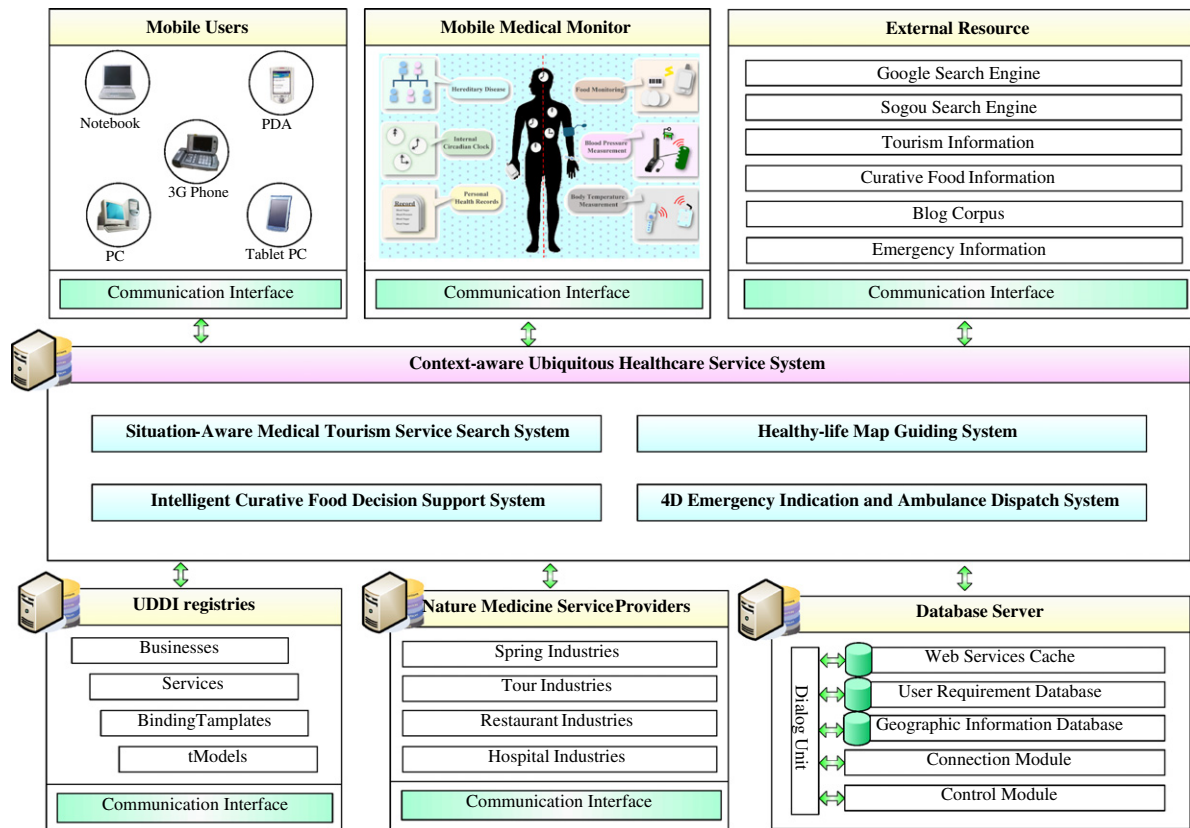 Mobile Users
Notebook
PDA
3G Phone
PC
Tablet PC
Communication Interface
Mobile Medical Monitor
Hereditary Disease
Food Monitoring
Internal
Circadian Clock
Blood Pressure
Measurement
Personal
Health Records
Body Temperature
Measurement
Record
Communication Interface
External Resource
Google Search Engine
Sogou Search Engine
Tourism Information
Curative Food Information
Blog Corpus
Emergency Information
Communication Interface
Context-aware Ubiquitous Healthcare Service System
Situation-Aware Medical Tourism Service Search System
Healthy-life Map Guiding System
Intelligent Curative Food Decision Support System
4D Emergency Indication and Ambulance Dispatch System
UDDI registries
Businesses
Services
BindingTamplates
tModels
Communication Interface
Nature Medicine Service Providers
Spring Industries
Tour Industries
Restaurant Industries
Hospital Industries
Communication Interface
Database Server
Dialog Unit
Web Services Cache
User Requirement Database
Geographic Information Database
Connection Module
Control Module